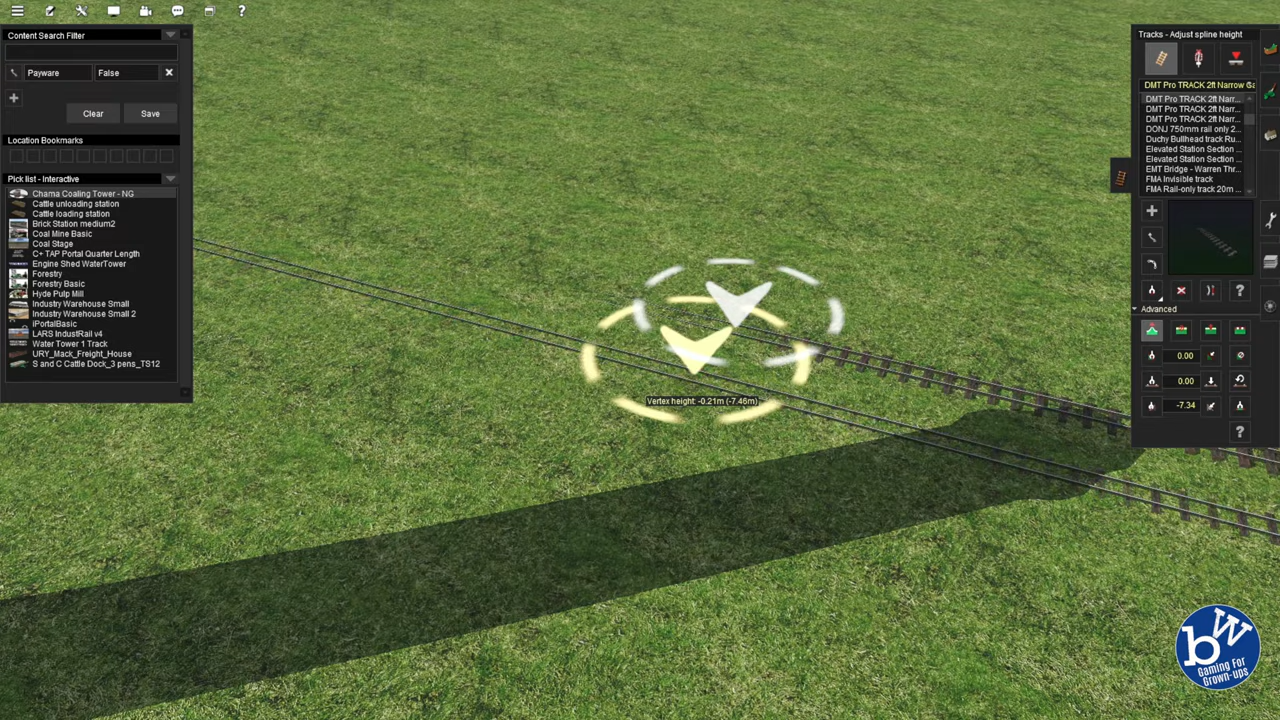 ?
Content Search Filter
Payware
False
Clear
Save
Location Bookmarks
Pick list - Interactive
Chama Coaling Tower - NG
Cattle unloading station
Cattle loading station
Brick Station medium2
Coal Mine Basic
Coal Stage
C+ TAP Portal Quarter Length
Engine Shed WaterTower
Forestry
Forestry Basic
Hyde Pulp Mill
Industry Warehouse Small
Industry Warehouse Small 2
iPortalBasic
LARS IndustRail v4
Water Tower 1 Track
URY_Mack_Freight_House
S and C Cattle Dock_3 pens_TS12
Vertex height: -0.21m (-7.46m)
Tracks - Adjust spline height
DMT Pro TRACK 2ft Narrow Ga
DMT Pro TRACK 2ft Narr...
DMT Pro TRACK 2ft Narr...
DMT Pro TRACK 2ft Narr...
DONJ 750mm rail only 2...
Duchy Bullhead track Ru...
Elevated Station Section ...
Elevated Station Section ...
EMT Bridge - Warren Thr...
FMA Invisible track
FMA Rail-only track 20m ...
?
Advanced
0.00
0.00
-7.34
?
bW
Gaming For
Grown-ups